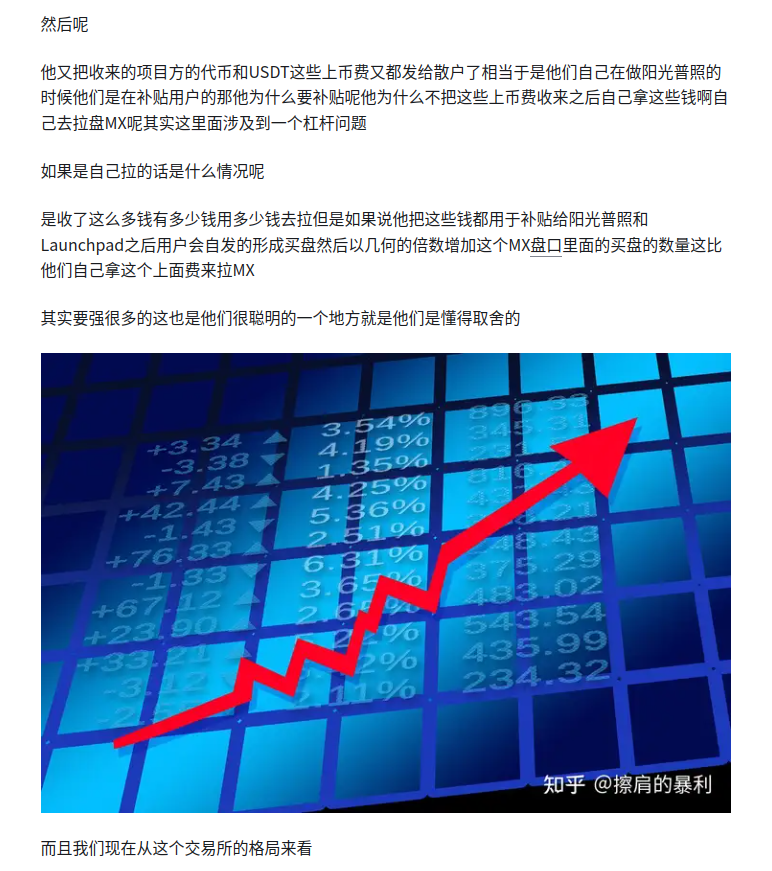 然后呢
他又把收来的项目方的代币和USDT这些上币费又都发给散户了相当于是他们自己在做阳光普照的
时候他们是在补贴用户的那他为什么要补贴呢他为什么不把这些上币费收来之后自己拿这些钱啊自
己去拉盘MX呢其实这里面涉及到一个杠杆问题
如果是自己拉的话是什么情况呢
是收了这么多钱有多少钱用多少钱去拉但是如果说他把这些钱都用于补贴给阳光普照和
Launchpad之后用户会自发的形成买盘然后以几何的倍数增加这个MX盘口里面的买盘的数量这比
他们自己拿这个上面费来拉MX
其实要强很多的这也是他们很聪明的一个地方就是他们是懂得取舍的
+3.34 ▲ 3.54% 896.33
-3.38 ▼ 4.19% 345.31
+7.43 ▲ 1.35%
+42.44 ▲ 4.25%
-1.43 ▼ 5.36%
+76.33 ▲ 2.51%
-1.33 ▼ 6.31% 375.29
+67.12 ▲ 3.65% 483.02
+23.90 543.54
+33.21 435.99
-3.12 234.32
知乎 @擦肩的暴利
而且我们现在从这个交易所的格局来看